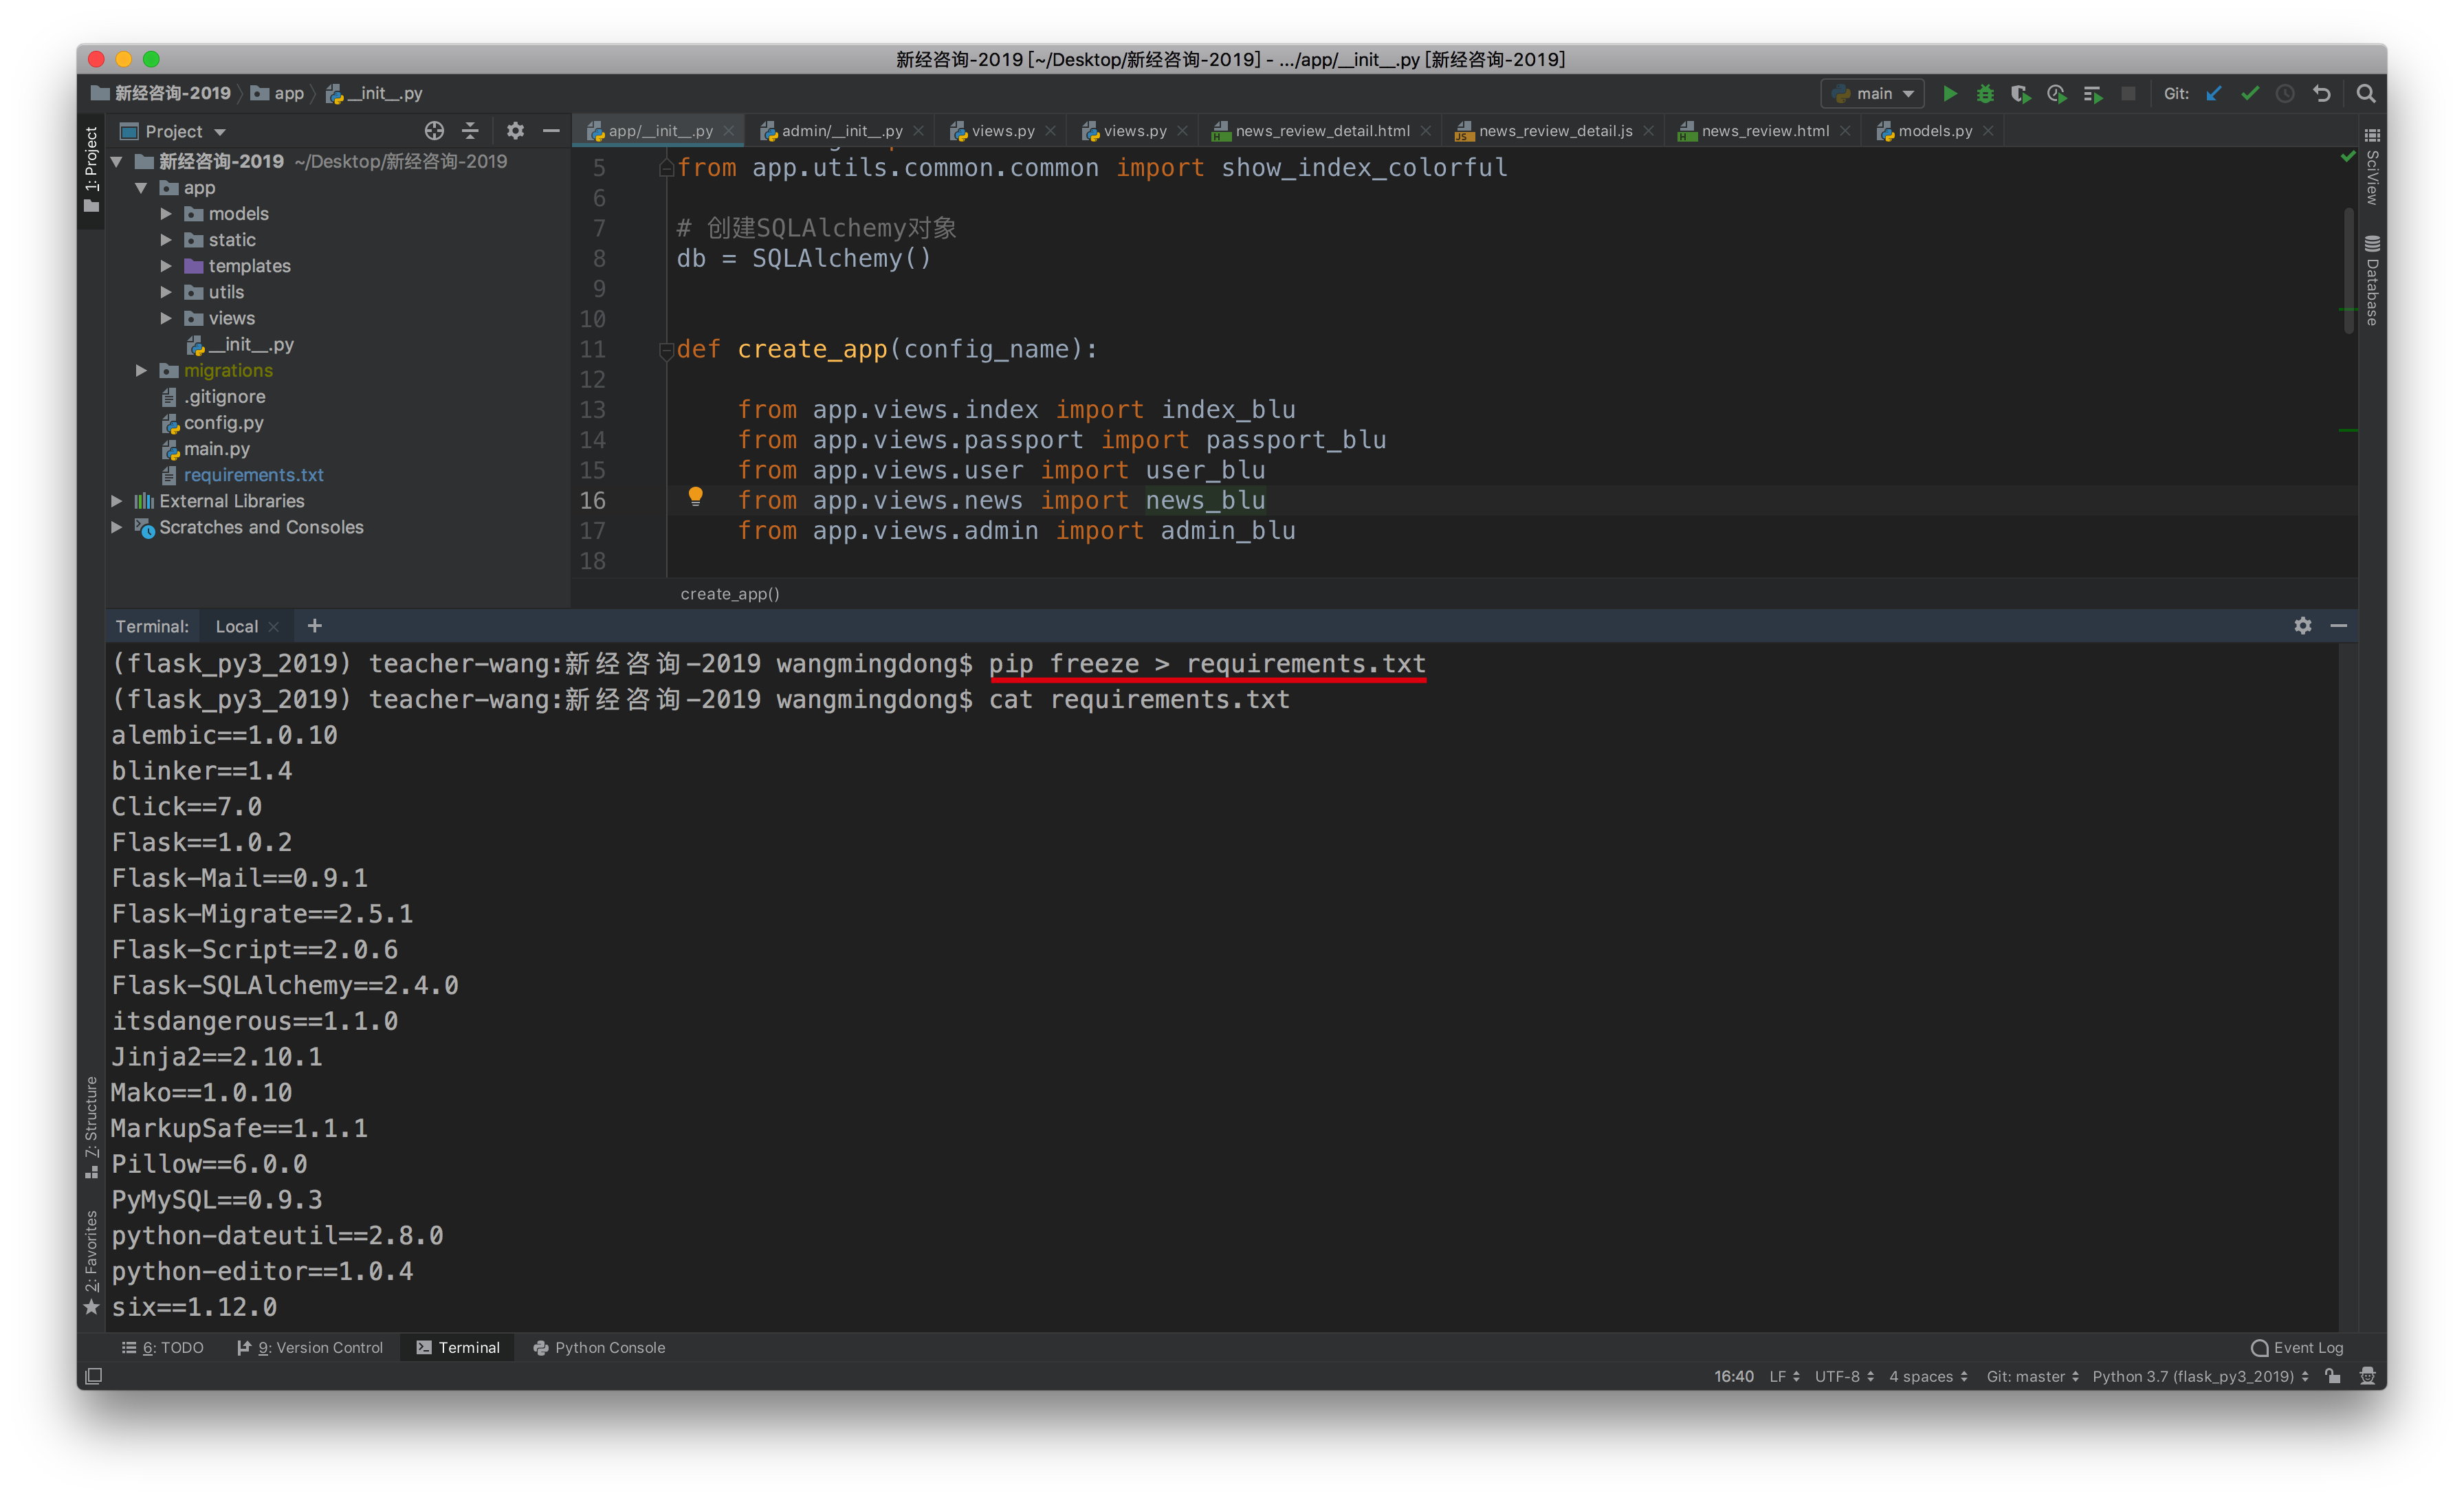 新经咨询-2019 [~/Desktop/新经咨询-2019] - .../app/__init__.py [新经咨询-2019]
新经咨询-2019 app __init__.py
main
Git:
1: Project
Project
app/__init__.py
admin/__init__.py
views.py
views.py
news_review_detail.html
news_review_detail.js
news_review.html
models.py
新经咨询-2019 ~/Desktop/新经咨询-2019
app
models
static
templates
utils
views
__init__.py
migrations
.gitignore
config.py
main.py
requirements.txt
External Libraries
Scratches and Consoles
5 from app.utils.common.common import show_index_colorful
6
7 # 创建SQLAlchemy对象
8 db = SQLAlchemy()
9
10
11 def create_app(config_name):
12
13 from app.views.index import index_blu
14 from app.views.passport import passport_blu
15 from app.views.user import user_blu
16 from app.views.news import news_blu
17 from app.views.admin import admin_blu
18
create_app()
SciView
Database
Terminal: Local
(flask_py3_2019) teacher-wang:新经咨询-2019 wangmingdong$ pip freeze > requirements.txt
(flask_py3_2019) teacher-wang:新经咨询-2019 wangmingdong$ cat requirements.txt
alembic==1.0.10
blinker==1.4
Click==7.0
Flask==1.0.2
Flask-Mail==0.9.1
Flask-Migrate==2.5.1
Flask-Script==2.0.6
Flask-SQLAlchemy==2.4.0
itsdangerous==1.1.0
Jinja2==2.10.1
Mako==1.0.10
MarkupSafe==1.1.1
Pillow==6.0.0
PyMySQL==0.9.3
python-dateutil==2.8.0
python-editor==1.0.4
six==1.12.0
7: Structure
2: Favorites
6: TODO
9: Version Control
Terminal
Python Console
Event Log
16:40 LF UTF-8 4 spaces Git: master Python 3.7 (flask_py3_2019)